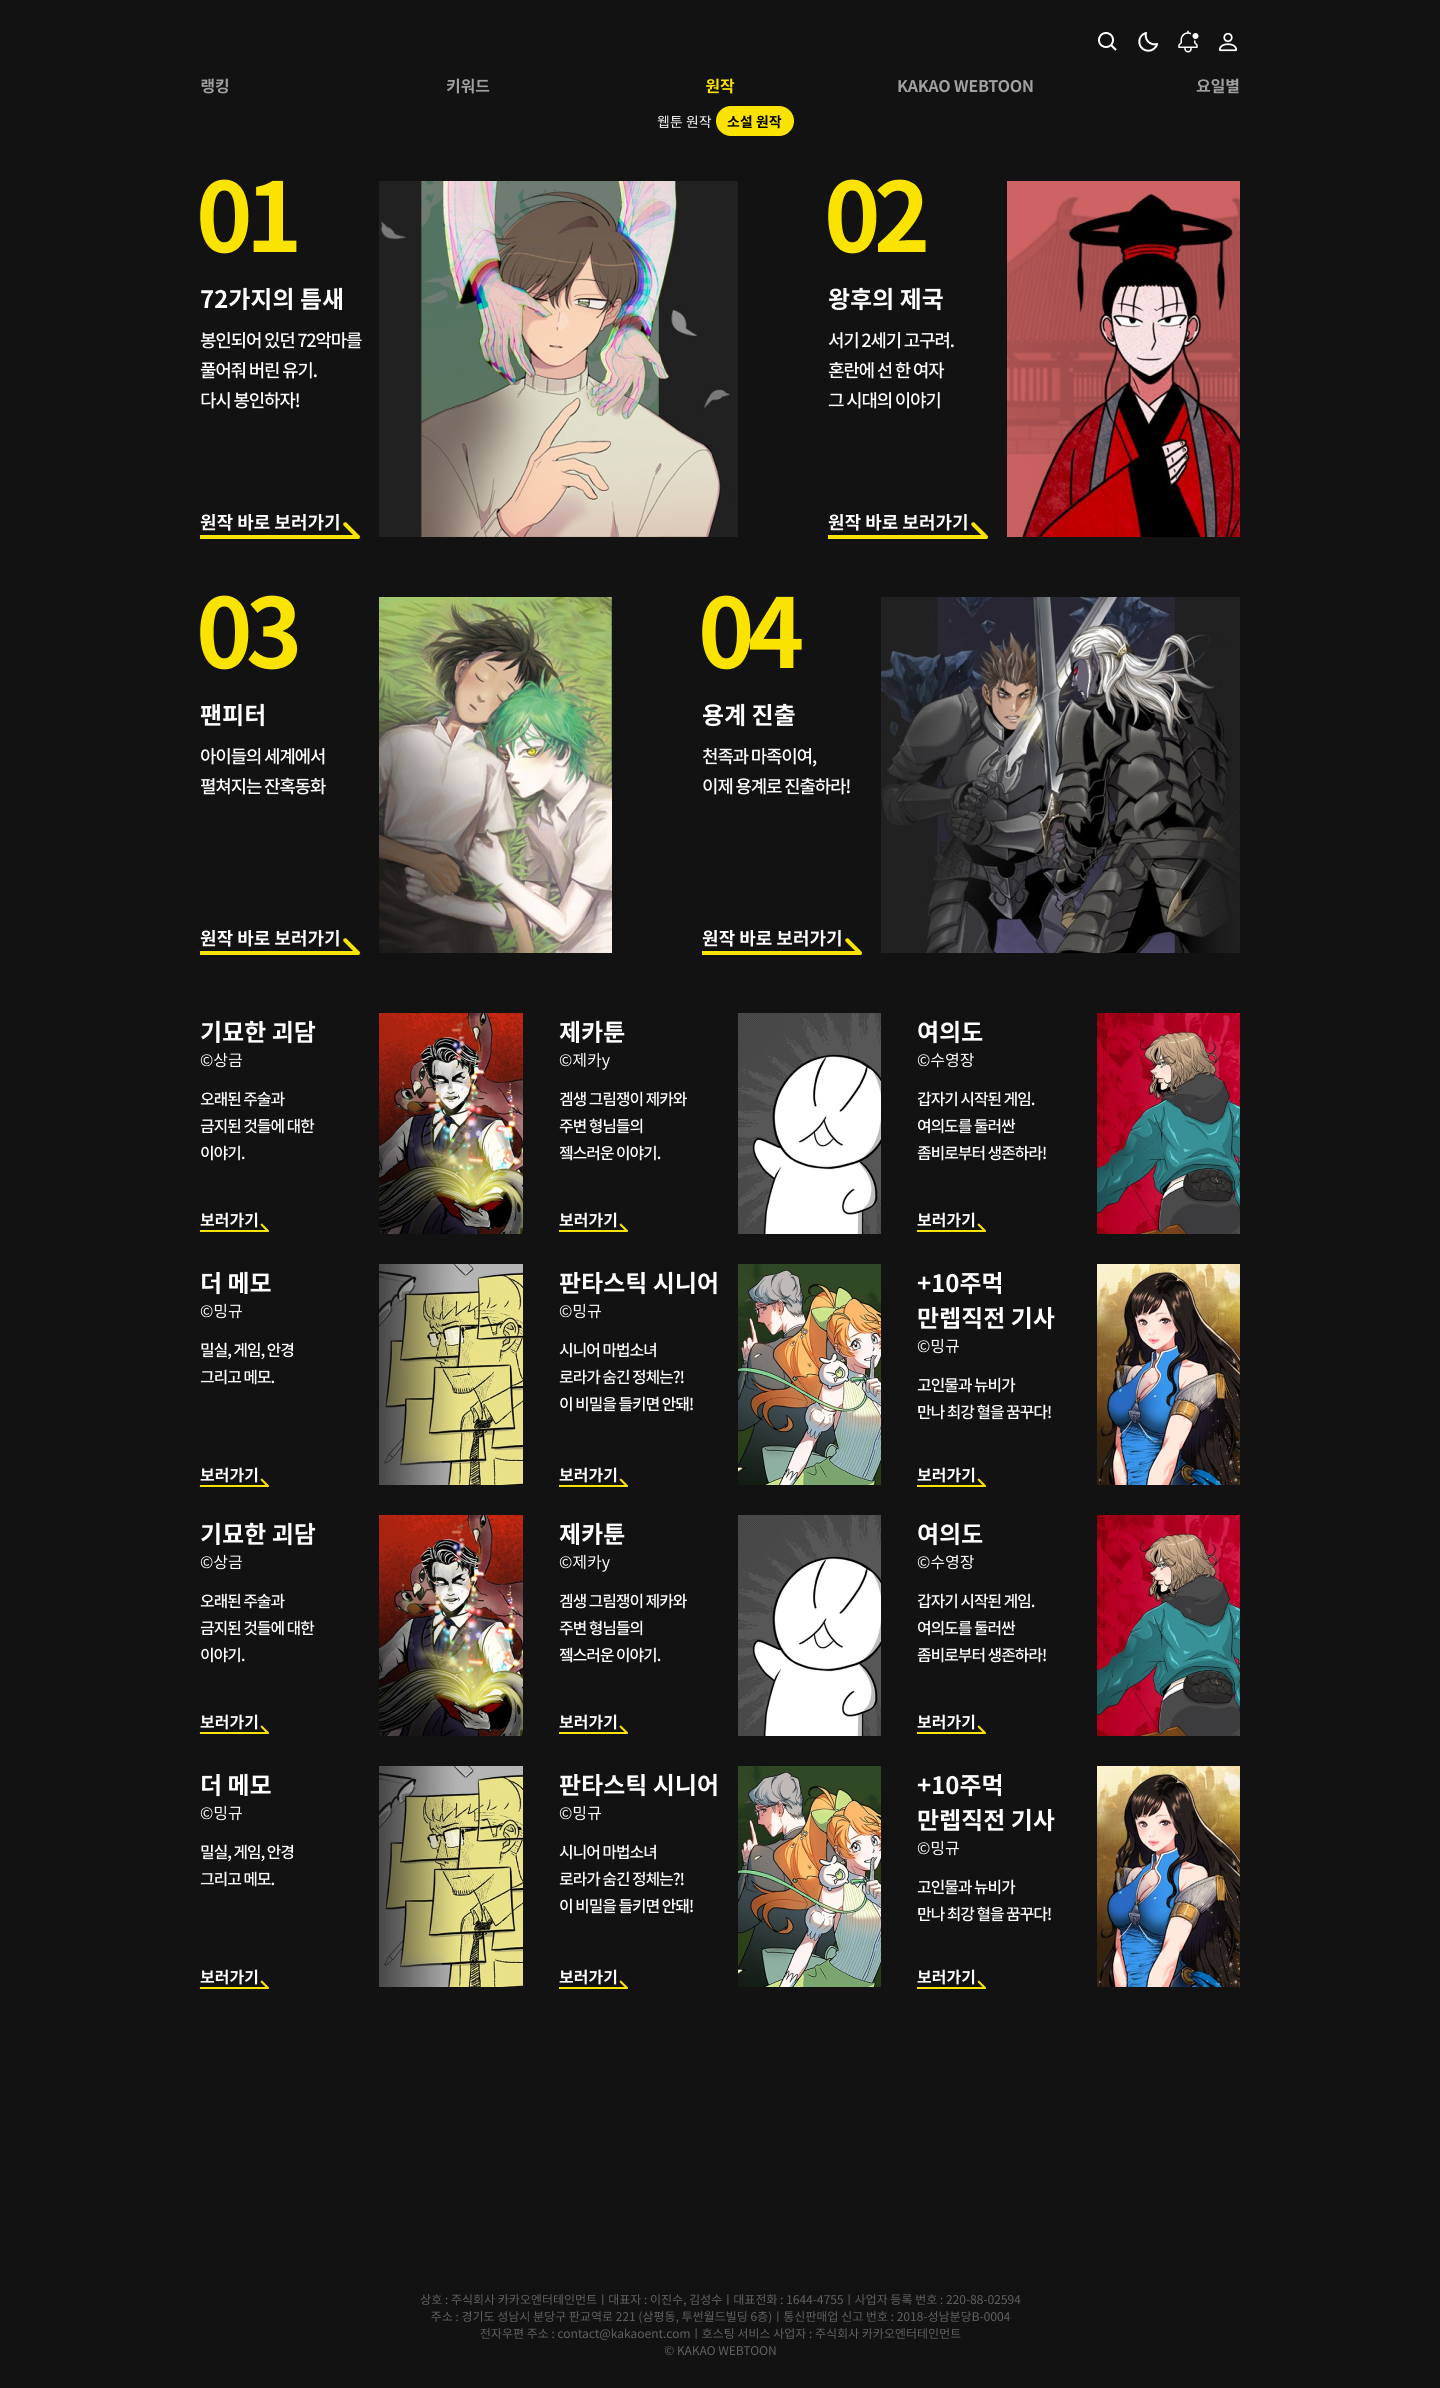 랭킹
키워드
원작
KAKAO WEBTOON
요일별
웹툰 원작
소설 원작
01
72가지의 틈새
봉인되어 있던 72악마를
풀어줘 버린 유기.
다시 봉인하자!
원작 바로 보러가기
02
왕후의 제국
서기 2세기 고구려.
혼란에 선 한 여자
그 시대의 이야기
원작 바로 보러가기
03
팬피터
아이들의 세계에서
펼쳐지는 잔혹동화
원작 바로 보러가기
04
용계 진출
천족과 마족이여,
이제 용계로 진출하라!
원작 바로 보러가기
기묘한 괴담
©상금
오래된 주술과
금지된 것들에 대한
이야기.
보러가기
제카툰
©제카y
겜생 그림쟁이 제카와
주변 형님들의
젴스러운 이야기.
보러가기
여의도
©수영장
갑자기 시작된 게임.
여의도를 둘러싼
좀비로부터 생존하라!
보러가기
더 메모
©밍규
밀실, 게임, 안경
그리고 메모.
보러가기
판타스틱 시니어
©밍규
시니어 마법소녀
로라가 숨긴 정체는?!
이 비밀을 들키면 안돼!
보러가기
+10주먹
만렙직전 기사
©밍규
고인물과 뉴비가
만나 최강 혈을 꿈꾸다!
보러가기
기묘한 괴담
©상금
오래된 주술과
금지된 것들에 대한
이야기.
보러가기
제카툰
©제카y
겜생 그림쟁이 제카와
주변 형님들의
젴스러운 이야기.
보러가기
여의도
©수영장
갑자기 시작된 게임.
여의도를 둘러싼
좀비로부터 생존하라!
보러가기
더 메모
©밍규
밀실, 게임, 안경
그리고 메모.
보러가기
판타스틱 시니어
©밍규
시니어 마법소녀
로라가 숨긴 정체는?!
이 비밀을 들키면 안돼!
보러가기
+10주먹
만렙직전 기사
©밍규
고인물과 뉴비가
만나 최강 혈을 꿈꾸다!
보러가기
상호 : 주식회사 카카오엔터테인먼트 | 대표자 : 이진수, 김성수 | 대표전화 : 1644-4755 | 사업자 등록 번호 : 220-88-02594
주소 : 경기도 성남시 분당구 판교역로 221 (삼평동, 투썬월드빌딩 6층) | 통신판매업 신고 번호 : 2018-성남분당B-0004
전자우편 주소 : contact@kakaoent.com | 호스팅 서비스 사업자 : 주식회사 카카오엔터테인먼트
© KAKAO WEBTOON